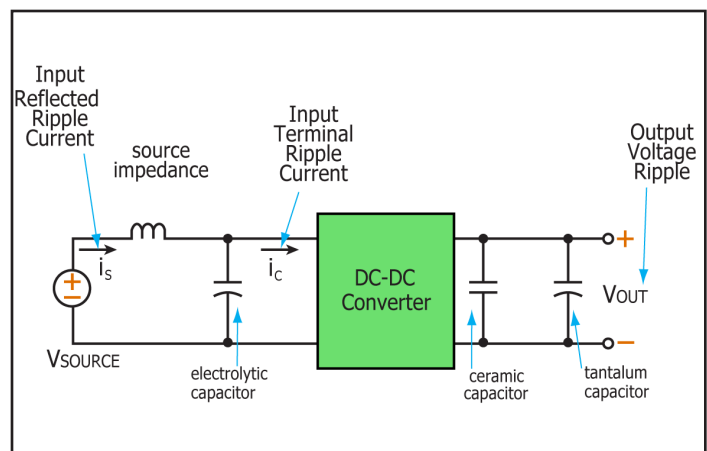 Input
Reflected
Ripple
Current
source
impedance
Input
Terminal
Ripple
Current
Output
Voltage
Ripple
+
iS
iC
+
−
DC-DC
Converter
VOUT
VSOURCE
−
electrolytic
capacitor
ceramic
capacitor
tantalum
capacitor